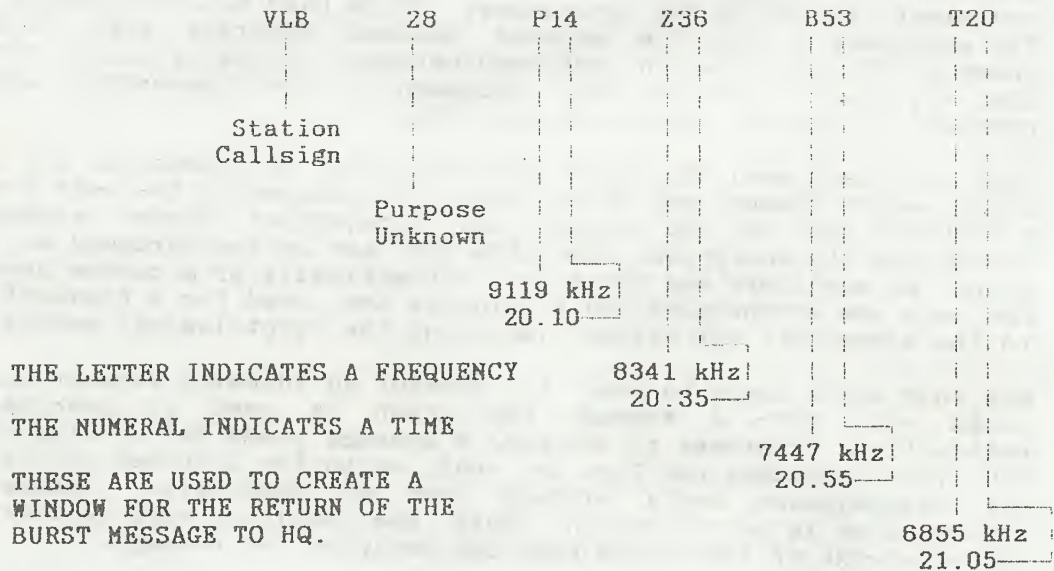 VLB 28 P14 Z36 B53 T20
Station
Callsign
Purpose
Unknown
9119 kHz
20.10
THE LETTER INDICATES A FREQUENCY 8341 kHz
20.35
THE NUMERAL INDICATES A TIME
7447 kHz
THESE ARE USED TO CREATE A 20.55
WINDOW FOR THE RETURN OF THE
BURST MESSAGE TO HQ. 6855 kHz
21.05